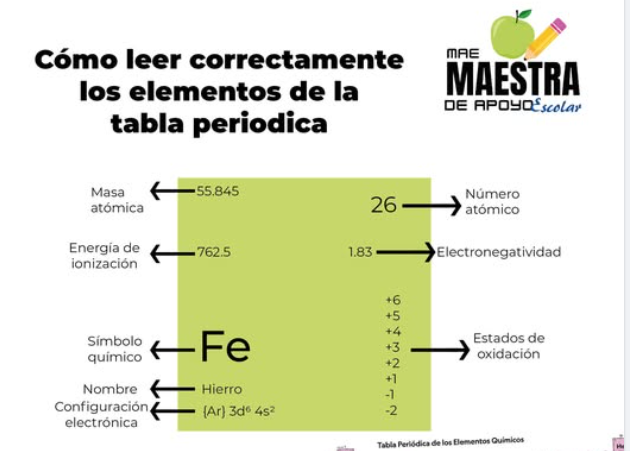 Cómo leer correctamente
los elementos de la
tabla periodica
MAE
MAESTRA
DE APOYO Escolar
Masa
atómica
55.845
26
Número
atómico
Energía de
ionización
762.5
1.83
Electronegatividad
+6
+5
+4
+3
+2
+1
-1
-2
Estados de
oxidación
Símbolo
químico
Fe
Nombre
Hierro
Configuración
electrónica
{Ar} 3d⁶ 4s²
Tabla Periódica de los Elementos Químicos